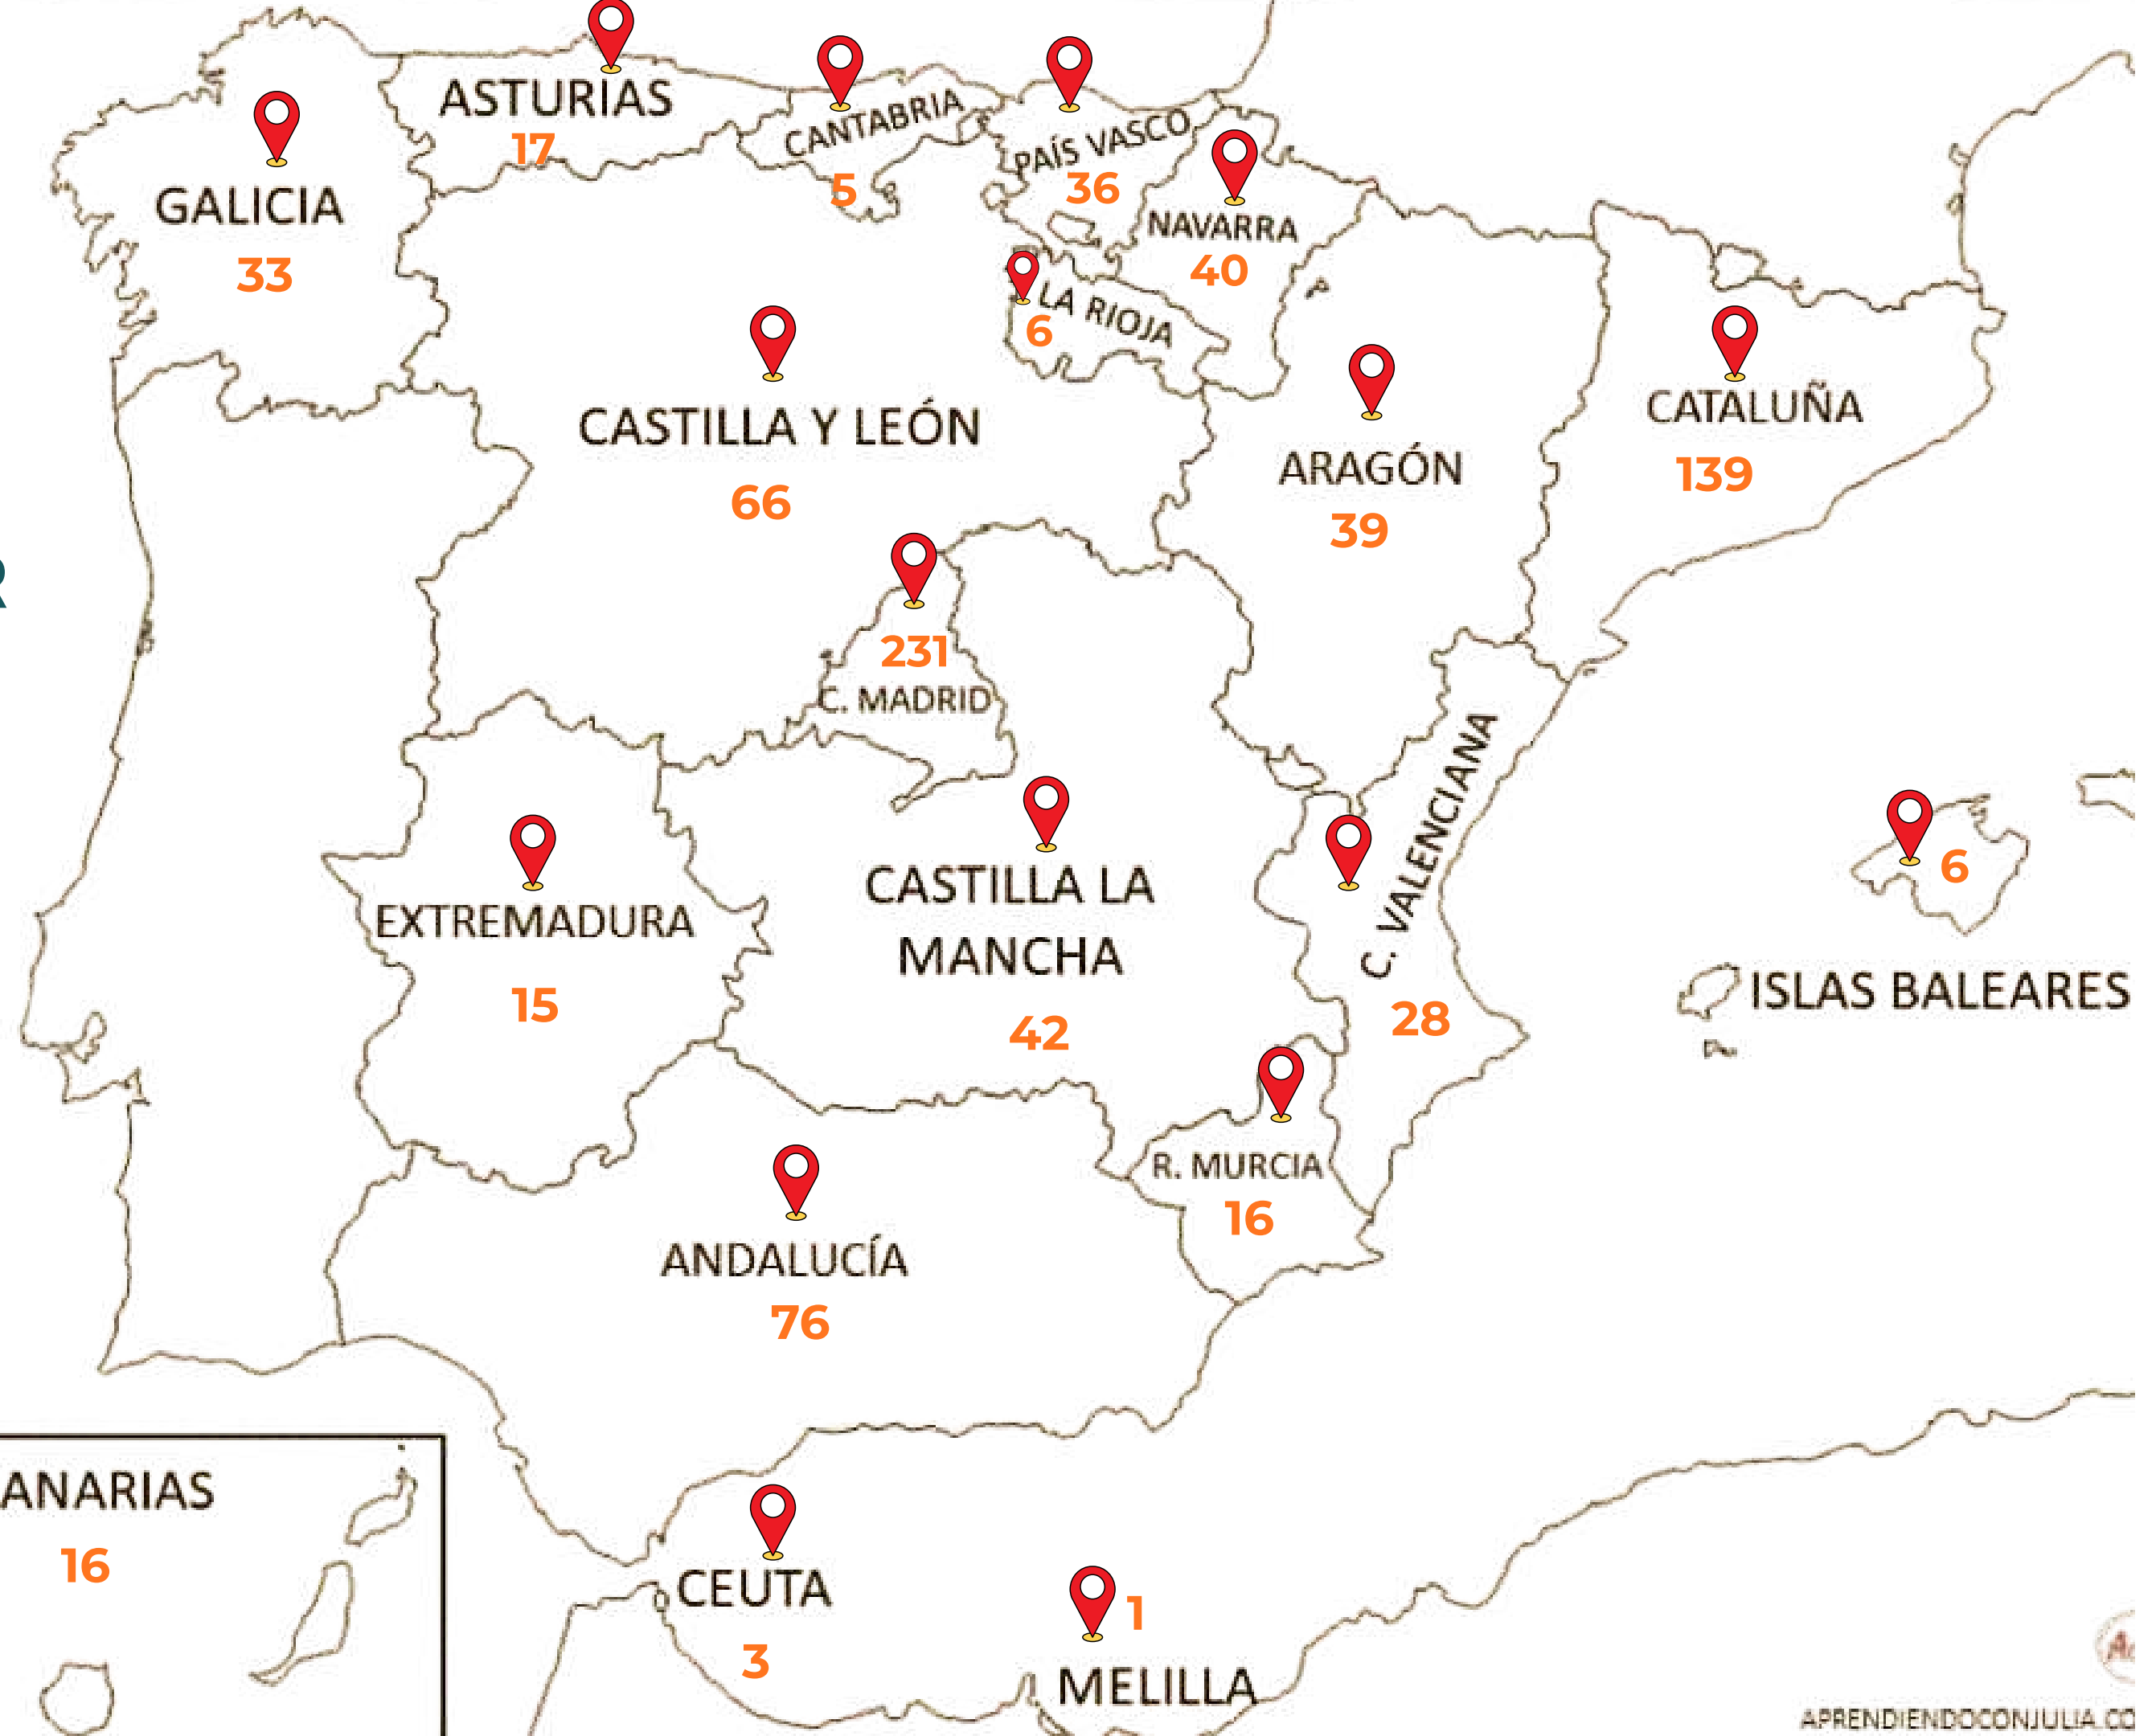 ASTURIAS
17
CANTABRIA
5
PAÍS VASCO
36
GALICIA
33
NAVARRA
40
LA RIOJA
6
CASTILLA Y LEÓN
66
ARAGÓN
39
CATALUÑA
139
R
231
C. MADRID
C. VALENCIANA
28
EXTREMADURA
15
CASTILLA LA
MANCHA
42
6
ISLAS BALEARES
R. MURCIA
16
ANDALUCÍA
76
ANARIAS
16
CEUTA
3
1
MELILLA
APRENDIENDOCONJULIA.CO